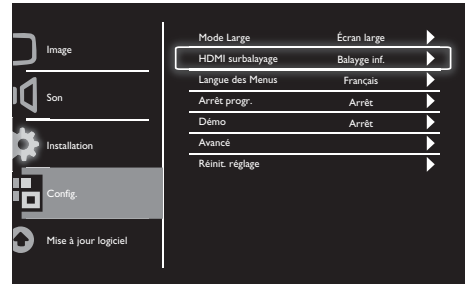 Image
Son
Installation
Config.
Mise à jour logiciel
Mode Large Écran large
HDMI surbalayage Balayge inf.
Langue des Menus Français
Arrêt progr. Arrêt
Démo Arrêt
Avancé
Réinit. réglage